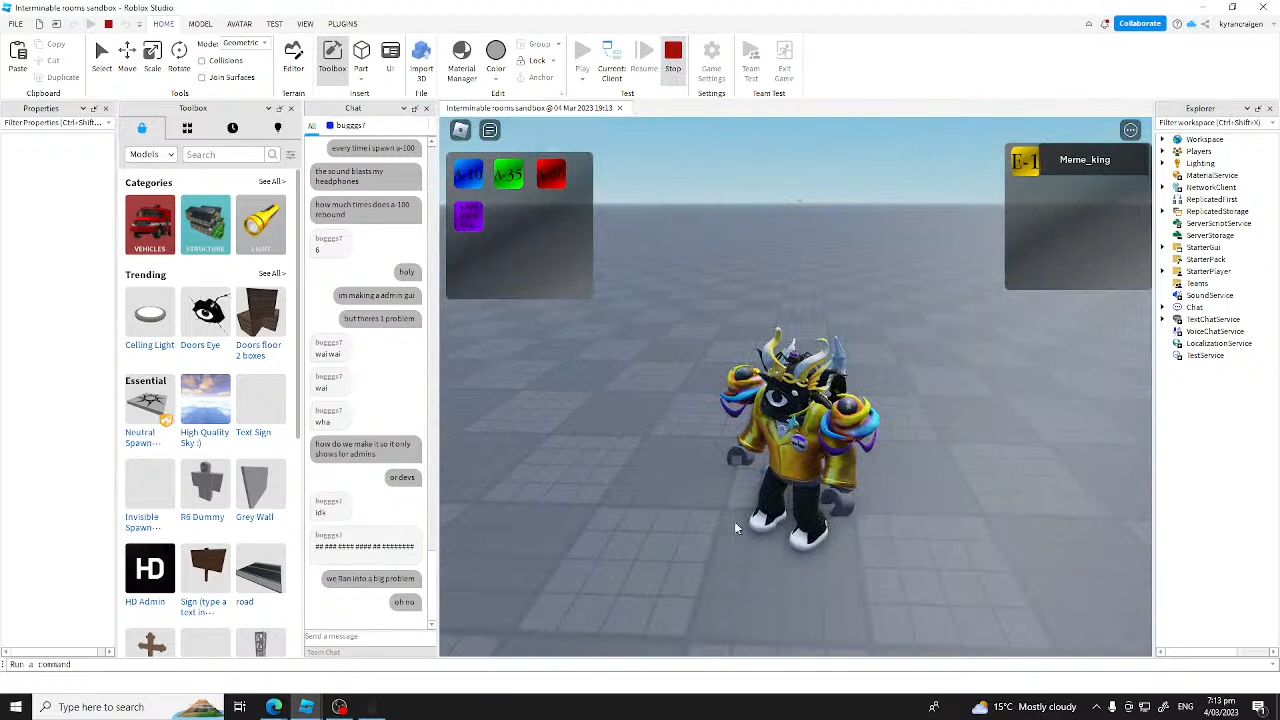 Interminable rooms sandbox - Roblox Studio
FILE HOME MODEL AVATAR TEST VIEW PLUGINS
Collaborate kyrancraigen
Copy Cut Duplicate Paste
Clipboard
Select Move Scale Rotate
Mode: Geometric
Collisions
Join Surfaces
Tools
Editor
Terrain
Toolbox Part UI
Insert
Import 3D
File
Material Manager
Color
Group
Lock
Anchor
Edit
Play Current: Client Resume Stop
Test
Game Settings
Settings
Team Test Exit Game
Team Test
Properties
Filter Properties (Ctrl+Shift+...
Toolbox
Models
Search
Categories See All >
VEHICLES STRUCTURE LIGHT
Trending See All >
Celling Light Doors Eye Doors floor 2 boxes
Essential
Neutral Spawn··· High Quality Sky :) Text Sign
Invisible Spawn··· R6 Dummy Grey Wall
HD
HD Admin Sign (type a text in··· road
Chat
All bugggs7
every time i spawn a-100
the sound blasts my headphones
how much times does a-100 rebound
bugggs7
6
holy
im making a admin gui
but theres 1 problem
bugggs7
wai wai
bugggs7
wai
bugggs7
wha
how do we make it so it only shows for admins
or devs
bugggs7
idk
bugggs7
## ### #### #### ## ########
we Ran into a big problem
oh no
Send a message
Team Chat
Interminable rooms sandbox @ 04 Mar 2023 19:13
A-35
E-1 Meme_king
Explorer
Filter workspace (Ctrl+Shift+X)
Workspace
Players
Lighting
MaterialService
NetworkClient
ReplicatedFirst
ReplicatedStorage
ServerScriptService
ServerStorage
StarterGui
StarterPack
StarterPlayer
Teams
SoundService
Chat
TextChatService
VoiceChatService
LocalizationService
TestService
Run a command
Type here to search
15°C Mostly cloudy
ENG
7:13 pm
4/03/2023